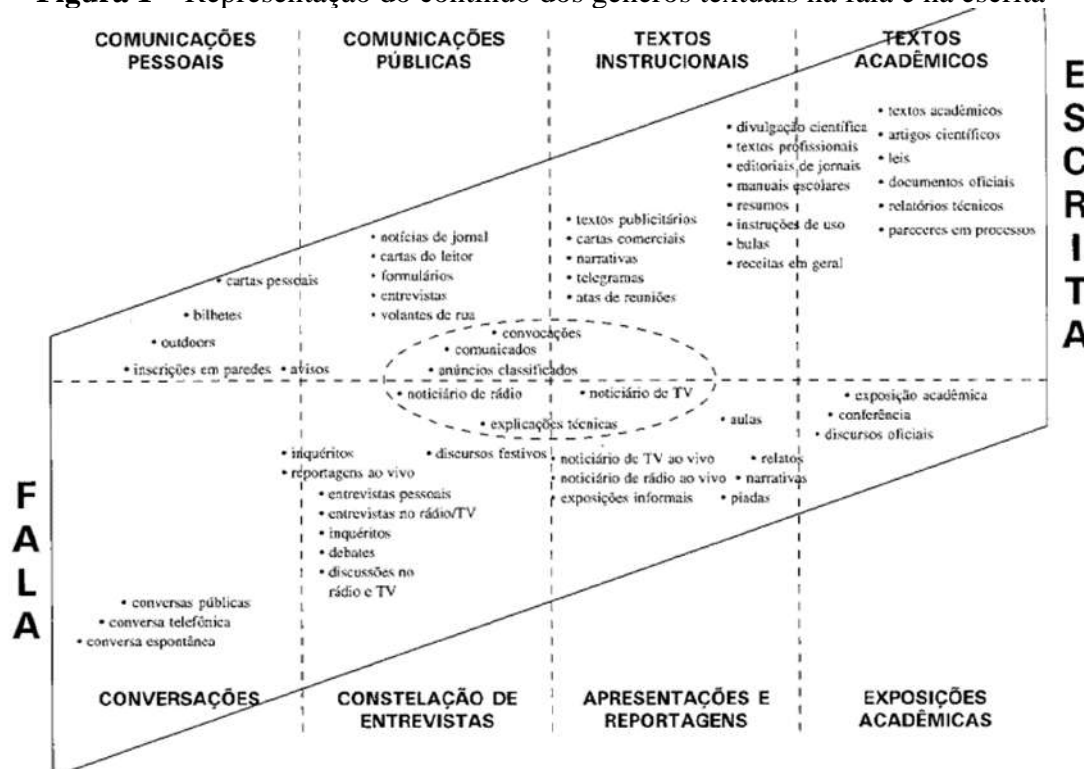 Figura 1 – Representação do contínuo dos gêneros textuais na fala e na escrita
COMUNICAÇÕES
PESSOAIS
COMUNICAÇÕES
PÚBLICAS
TEXTOS
INSTRUCIONAIS
TEXTOS
ACADÊMICOS
• textos acadêmicos
• artigos científicos
• leis
• documentos oficiais
• relatórios técnicos
• pareceres em processos
• divulgação científica
• textos profissionais
• editoriais de jornais
• manuais escolares
• resumos
• instruções de uso
• bulas
• receitas em geral
• textos publicitários
• cartas comerciais
• narrativas
• telegramas
• atas de reuniões
• notícias de jornal
• cartas do leitor
• formulários
• entrevistas
• volantes de rua
• cartas pessoais
• bilhetes
• outdoors
• inscrições em paredes • avisos
• convocações
• comunicados
• anúncios classificados
• noticiário de rádio
• noticiário de TV
• explicações técnicas
• aulas
• exposição acadêmica
• conferência
• discursos oficiais
• inquéritos
• reportagens ao vivo
• discursos festivos
• entrevistas pessoais
• entrevistas no rádio/TV
• inquéritos
• debates
• discussões no
rádio e TV
• noticiário de TV ao vivo
• noticiário de rádio ao vivo
• exposições informais
• relatos
• narrativas
• piadas
• conversas públicas
• conversa telefônica
• conversa espontânea
CONVERSAÇÕES
CONSTELAÇÃO DE
ENTREVISTAS
APRESENTAÇÕES E
REPORTAGENS
EXPOSIÇÕES
ACADÊMICAS
FALA
ESCRITA